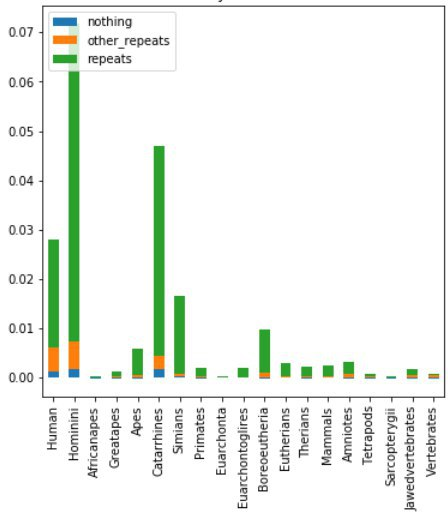 nothing
other_repeats
repeats
0.07
0.06
0.05
0.04
0.03
0.02
0.01
0.00
Human
Hominini
Africanapes
Greatapes
Apes
Catarrhines
Simians
Primates
Euarchonta
Euarchontoglires
Boreoeutheria
Eutherians
Therians
Mammals
Amniotes
Tetrapods
Sarcopterygii
Jawedvertebrates
Vertebrates